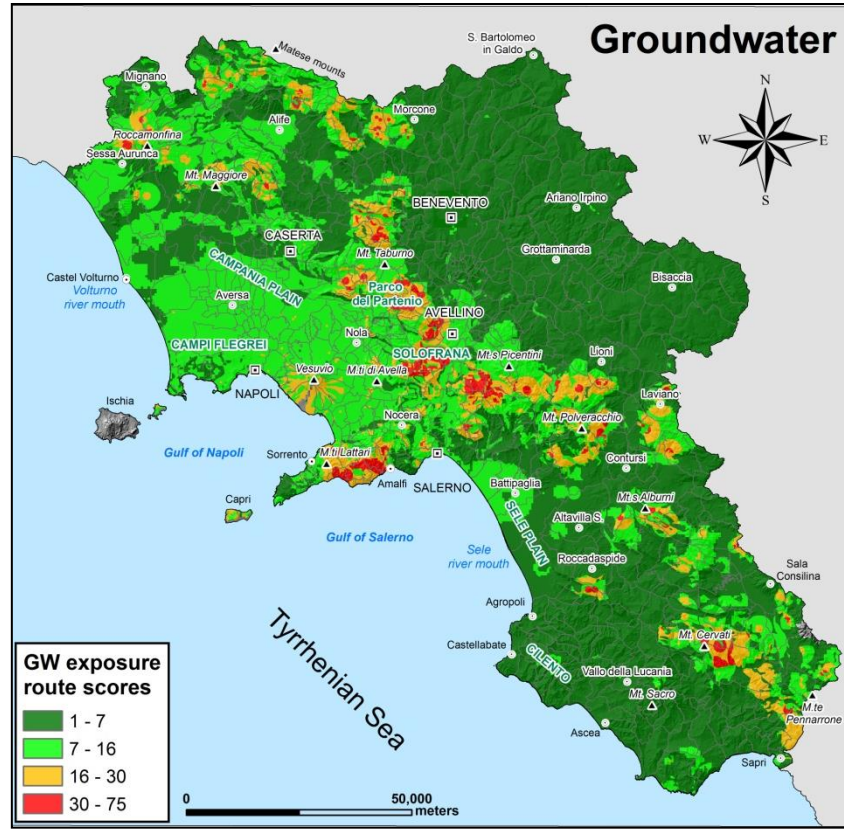 Groundwater
S. Bartolomeo
in Galdo
Matese mounts
Mignano
N
W
E
S
Morcone
Alife
Roccamonfina
Sessa Aurunca
Mt. Maggiore
BENEVENTO
Ariano Irpino
CASERTA
Grottaminarda
Mt. Taburno
Castel Volturno
Volturno
river mouth
CAMPANIA PLAIN
Bisaccia
Parco
del Partenio
Aversa
AVELLINO
Nola
CAMPI FLEGREI
SOLOFRANA
Mt.s Picentini
Lioni
Vesuvio
M.ti di Avella
NAPOLI
Laviano
Ischia
Nocera
Mt. Polveracchio
Gulf of Napoli
Sorrento
M.ti Lattari
Contursi
Amalfi
SALERNO
Battipaglia
Mt.s Alburni
Capri
SELE PLAIN
Altavilla S.
Gulf of Salerno
Sele
river mouth
Roccadaspide
Sala
Consilina
Agropoli
Tyrrhenian Sea
Mt. Cervati
Castellabate
CILENTO
Vallo della Lucania
Mt. Sacro
M.te
Pennarrone
Ascea
Sapri
GW exposure
route scores
1 - 7
7 - 16
16 - 30
30 - 75
0
50,000
meters